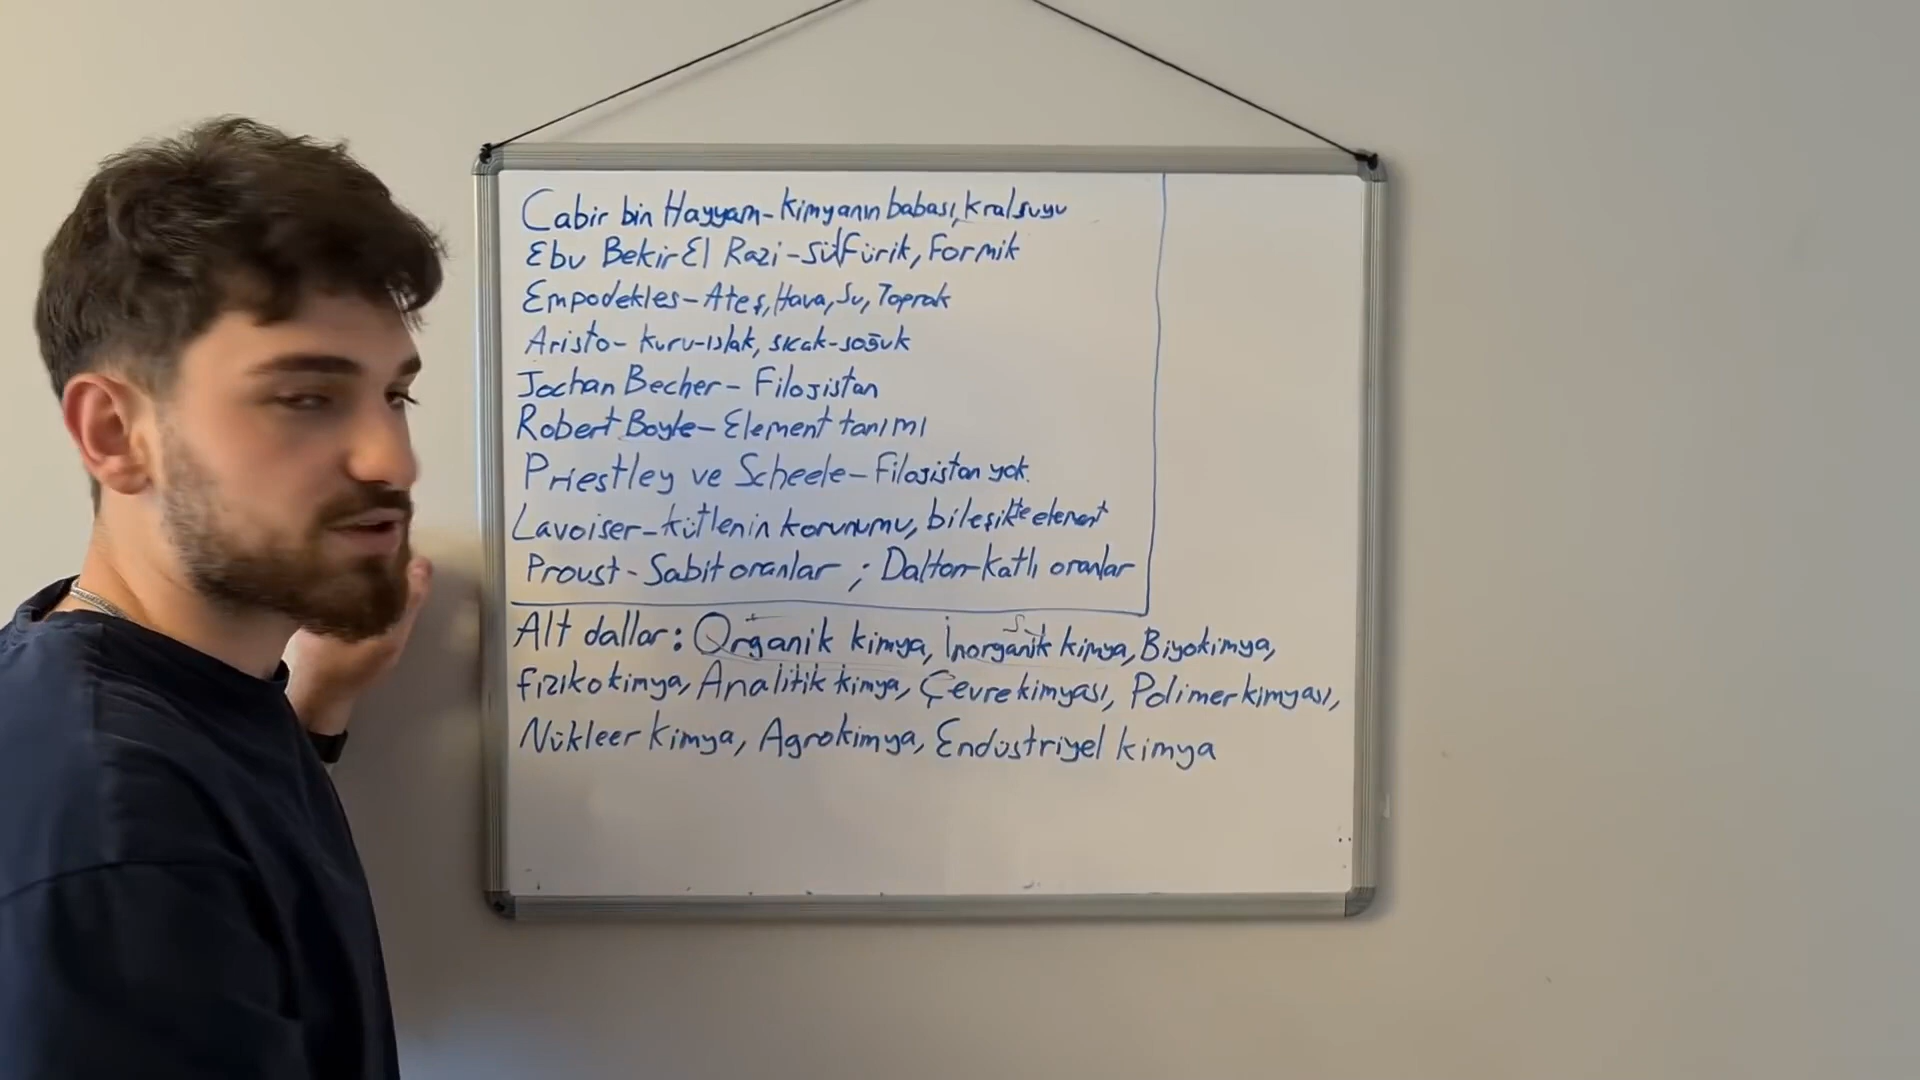 Cabir bin Hayyam-kimyanın babası, kral suyu
Ebu Bekir El Razi-sülfürik, Formik
Empodekles-Ateş, Hava, Su, Toprak
Aristo- kuru-ıslak, sıcak-soğuk
Jochan Becher- Filojistan
Robert Boyle- Element tanımı
Priestley ve Scheele-Filojistan yok.
Lavoiser-kütlenin korunumu, bileşikte element
Proust-Sabit oranlar ; Dalton-katlı oranlar
Alt dallar: Organik kimya, İnorganik kimya, Biyokimya,
fizikokimya, Analitik kimya, Çevre kimyası, Polimer kimyası,
Nükleer kimya, Agrokimya, Endüstriyel kimya